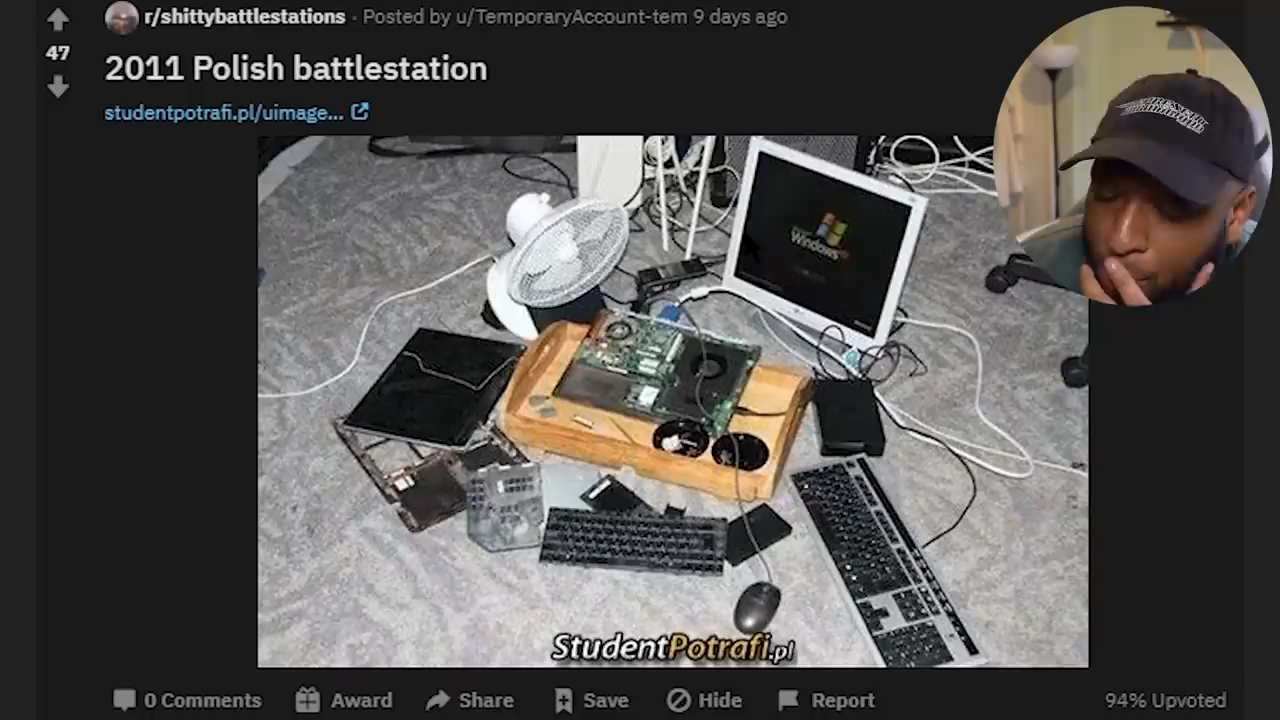 r/shittybattlestations · Posted by u/TemporaryAccount-tem 9 days ago
47
2011 Polish battlestation
studentpotrafi.pl/uimage...
Windows
StudentPotrafi.pl
0 Comments Award Share Save Hide Report 94% Upvoted